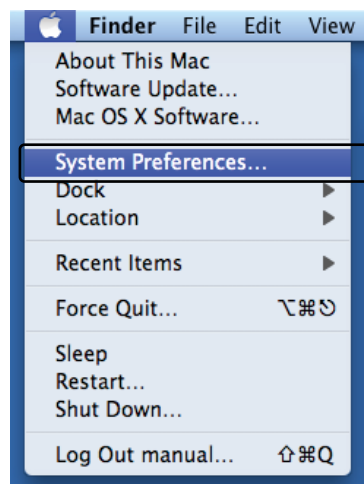 Finder File Edit View
About This Mac
Software Update...
Mac OS X Software...
System Preferences...
Dock ▶
Location ▶
Recent Items ▶
Force Quit... ⌥⌘⎋
Sleep
Restart...
Shut Down...
Log Out manual... ⇧⌘Q